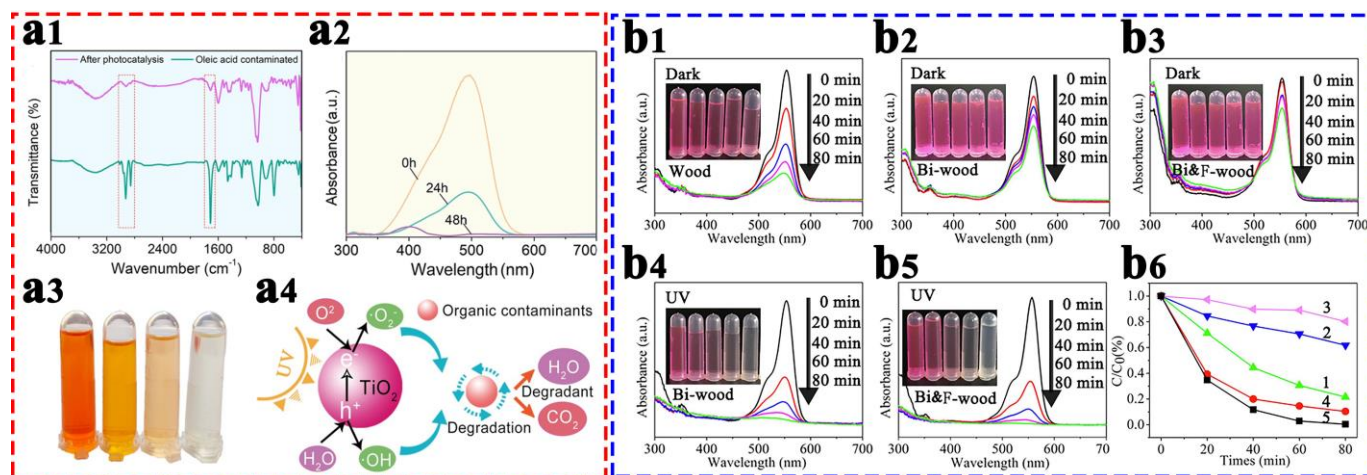 a1
After photocatalysis
Oleic acid contaminated
Transmittance (%)
4000 3200 2400 1600 800
Wavenumber (cm⁻¹)
a2
Absorbance (a.u.)
0h
24h
48h
300 400 500 600 700
Wavelength (nm)
a3
a4
O²
·O₂⁻
UV
e⁻
TiO₂
h⁺
H₂O
·OH
Organic contaminants
Degradation
H₂O
Degradant
CO₂
b1
Dark
0 min
20 min
40 min
60 min
80 min
Wood
Absorbance (a.u.)
300 400 500 600 700
Wavelength (nm)
b2
Dark
0 min
20 min
40 min
60 min
80 min
Bi-wood
Absorbance (a.u.)
300 400 500 600 700
Wavelength (nm)
b3
Dark
0 min
20 min
40 min
60 min
80 min
Bi&F-wood
Absorbance (a.u.)
300 400 500 600 700
Wavelength (nm)
b4
UV
0 min
20 min
40 min
60 min
80 min
Bi-wood
Absorbance (a.u.)
300 400 500 600 700
Wavelength (nm)
b5
UV
0 min
20 min
40 min
60 min
80 min
Bi&F-wood
Absorbance (a.u.)
300 400 500 600 700
Wavelength (nm)
b6
C/C₀(%)
1.0
0.8
0.6
0.4
0.2
0.0
3
2
1
4
5
0 20 40 60 80
Times (min)